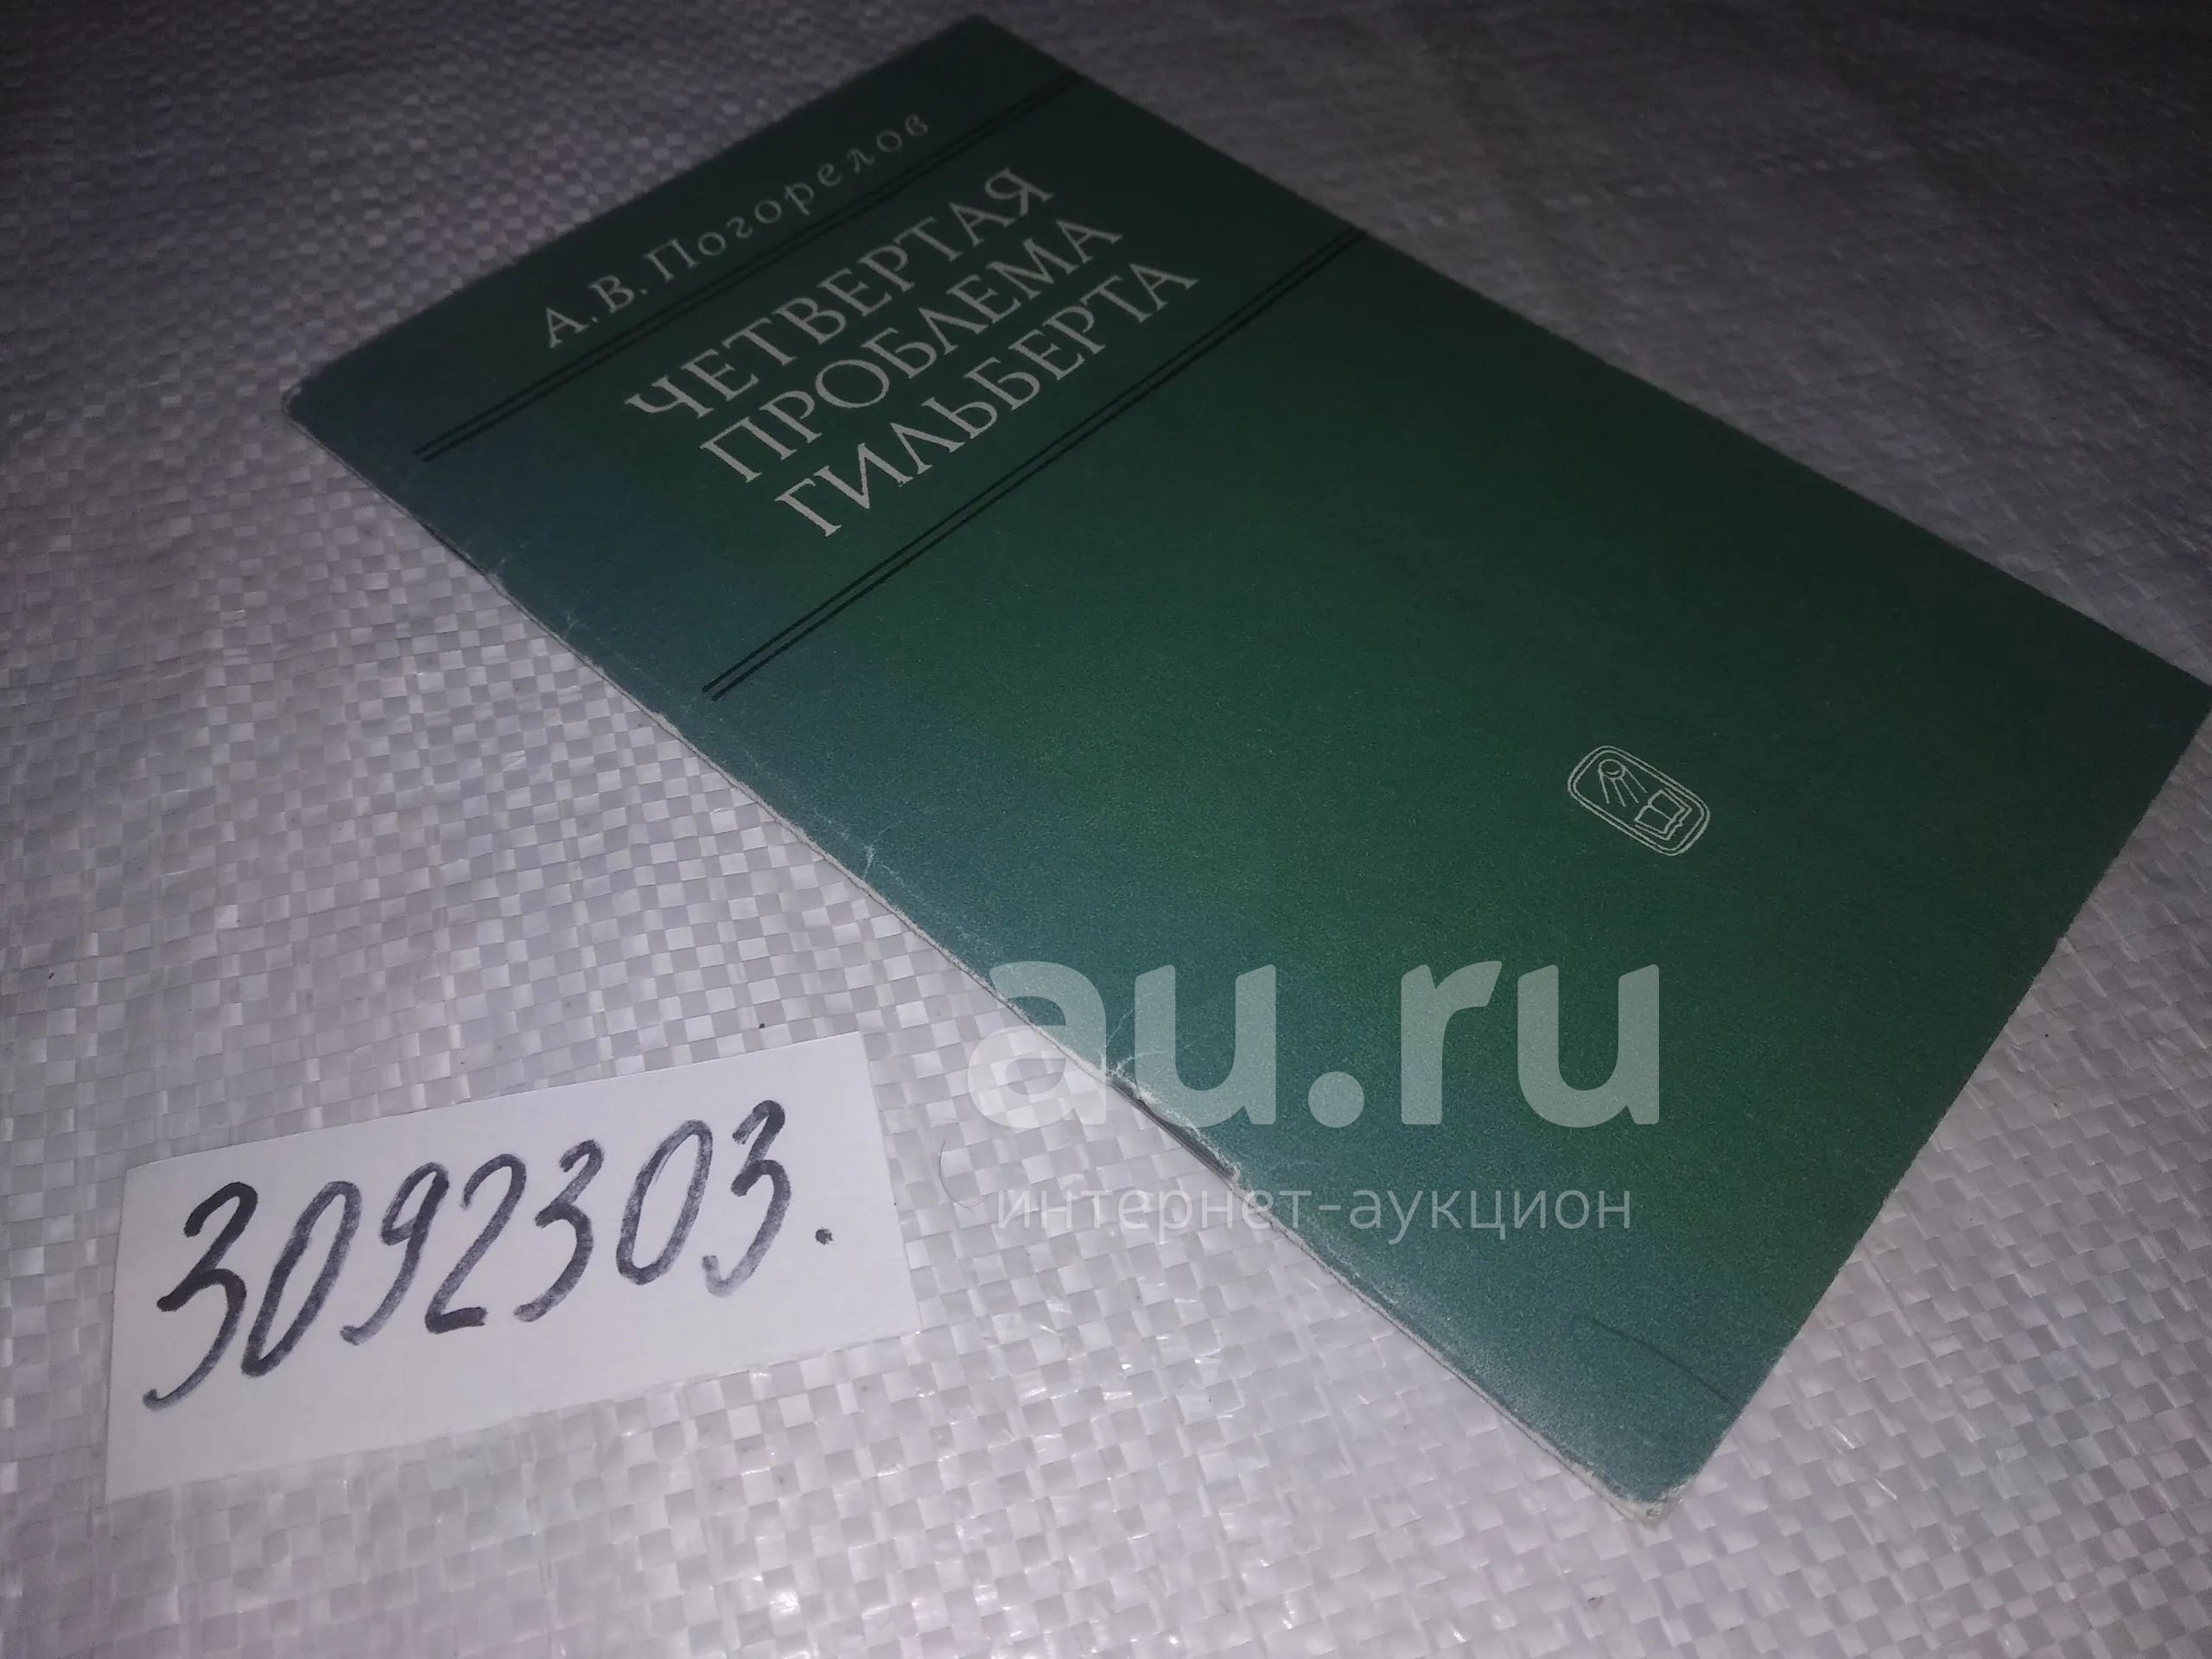 А. В. Погорелов
ЧЕТВЕРТАЯ
ПРОБЛЕМА
ГИЛЬБЕРТА
au.ru
интернет-аукцион
3092303.